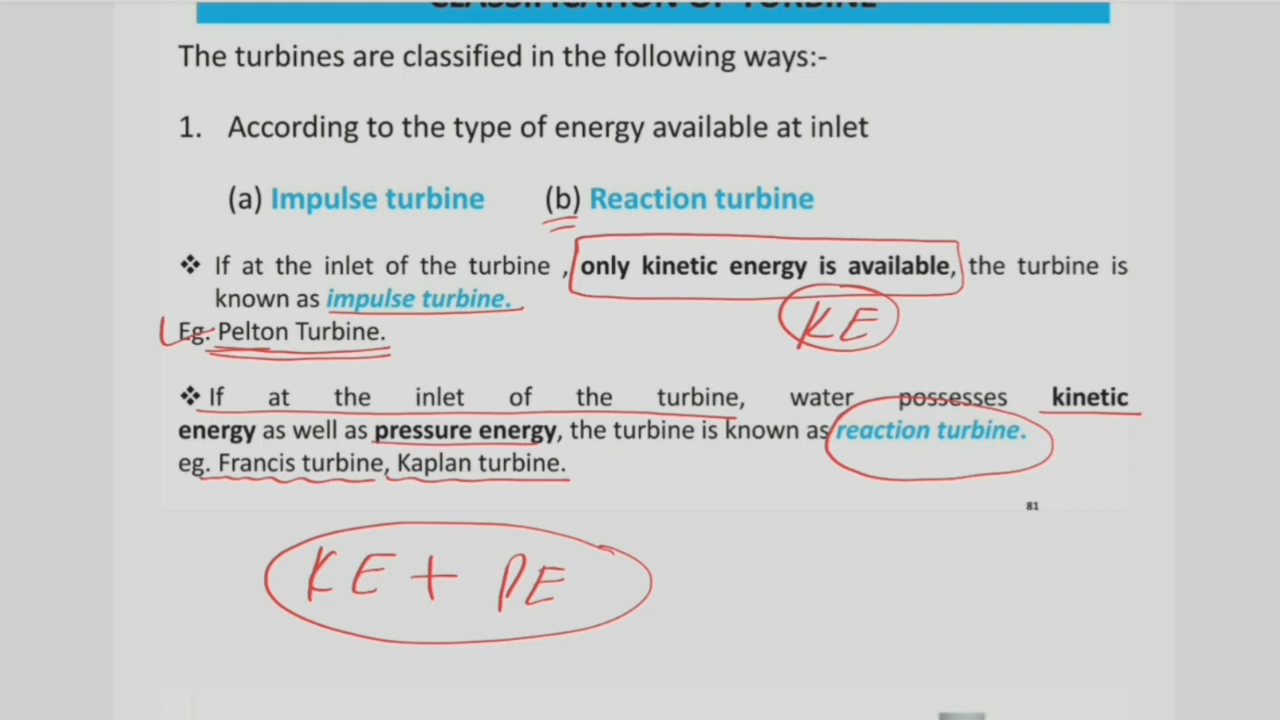 CLASSIFICATION OF TURBINE
The turbines are classified in the following ways:-
1. According to the type of energy available at inlet
(a) Impulse turbine (b) Reaction turbine
❖ If at the inlet of the turbine , only kinetic energy is available, the turbine is
known as impulse turbine.
KE
Eg. Pelton Turbine.
❖ If at the inlet of the turbine, water possesses kinetic
energy as well as pressure energy, the turbine is known as reaction turbine.
eg. Francis turbine, Kaplan turbine.
81
KE + PE